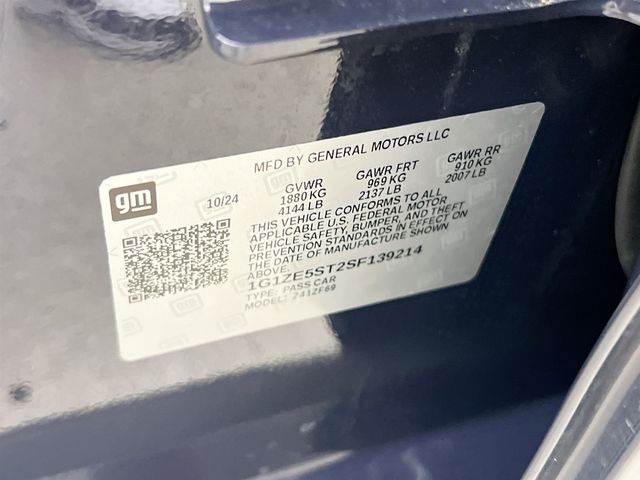 MFD BY GENERAL MOTORS LLC
gm
10/24
GVWR
1880 KG
4144 LB
GAWR FRT
969 KG
2137 LB
GAWR RR
910 KG
2007 LB
THIS VEHICLE CONFORMS TO ALL
APPLICABLE U.S. FEDERAL MOTOR
VEHICLE SAFETY, BUMPER, AND THEFT
PREVENTION STANDARDS IN EFFECT ON
THE DATE OF MANUFACTURE SHOWN
ABOVE.
1G1ZE5ST2SF139214
TYPE: PASS CAR
MODEL: Z41ZF69